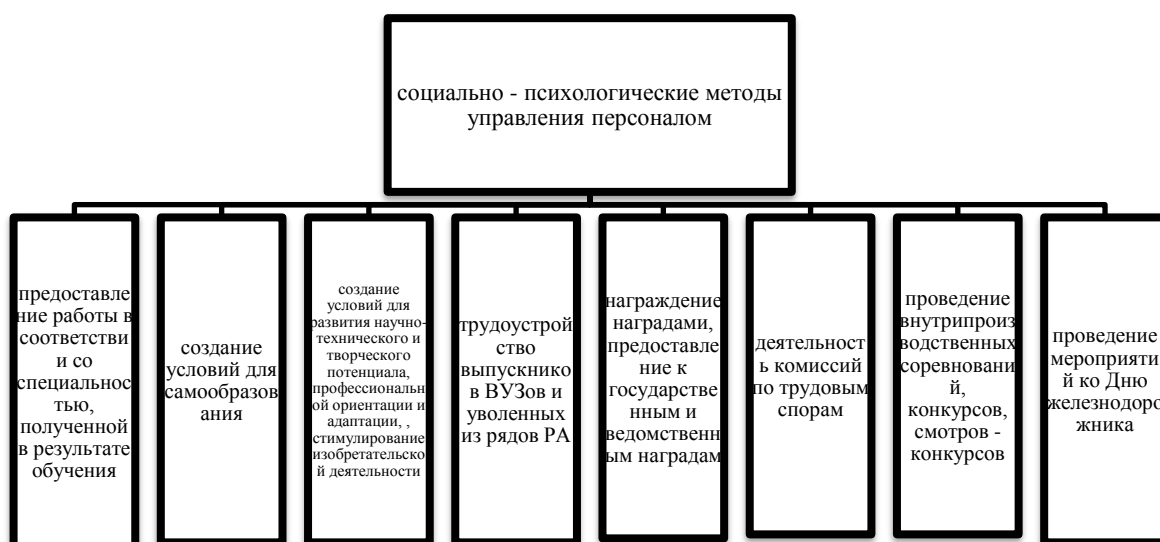 социально - психологические методы
управления персоналом
предоставле
ние работы в
соответстви
и со
специальнос
тью,
полученной
в результате
обучения
создание
условий для
самообразов
ания
создание
условий для
развития научно-
технического и
творческого
потенциала,
профессиональн
ой ориентации и
адаптации, ,
стимулирование
изобретательско
й деятельности
трудоустрой
ство
выпускнико
в ВУЗов и
уволенных
из рядов РА
награждение
наградами,
предоставле
ние к
государстве
нным и
ведомственн
ым наградам
деятельност
ь комиссий
по трудовым
спорам
проведение
внутрипроиз
водственных
соревновани
й,
конкурсов,
смотров -
конкурсов
проведение
мероприяти
й ко Дню
железнодоро
жника